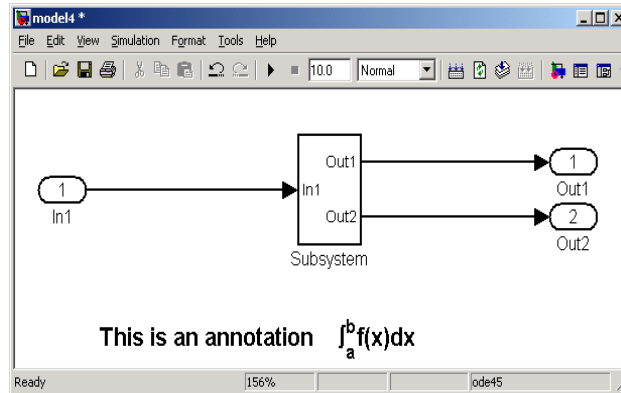 model4 *
File Edit View Simulation Format Tools Help
10.0 Normal
Out1
1
1
In1
In1
Out1
Out2
2
Subsystem
Out2
This is an annotation ∫ₐᵇf(x)dx
Ready 156% ode45